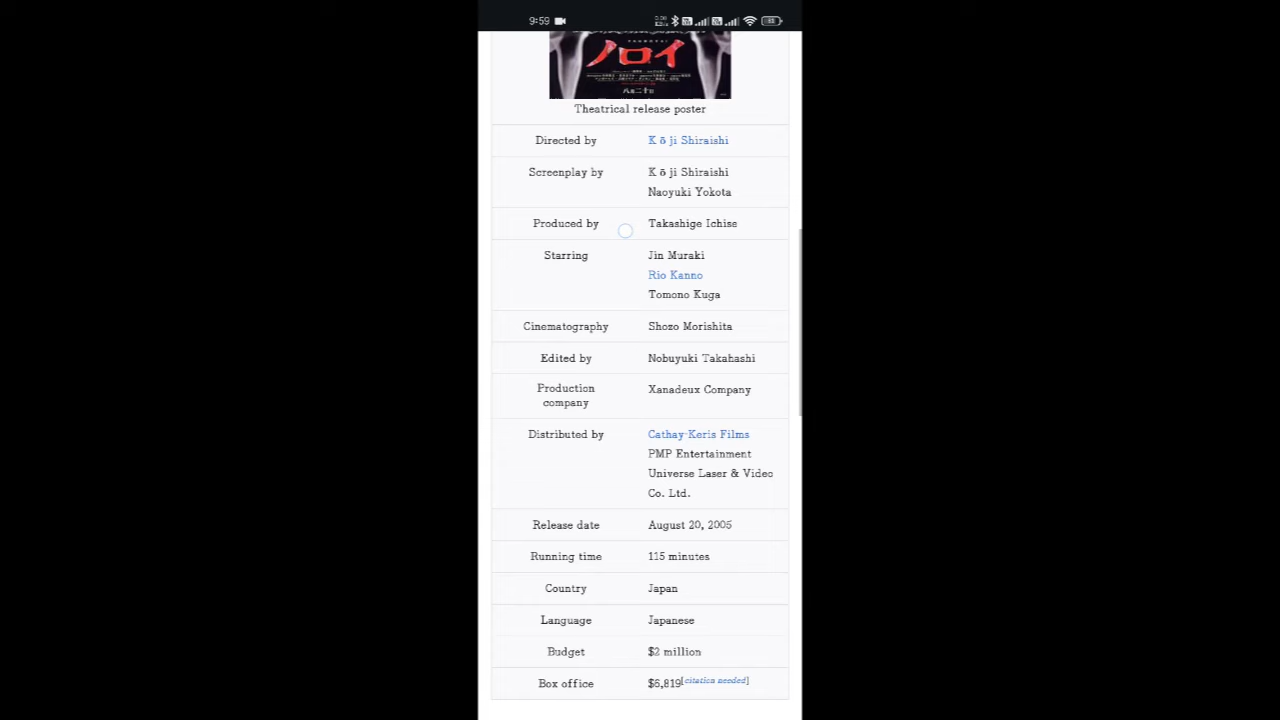 9:59
ノロイ
Theatrical release poster
Directed by
Kōji Shiraishi
Screenplay by
Kōji Shiraishi
Naoyuki Yokota
Produced by
Takashige Ichise
Starring
Jin Muraki
Rio Kanno
Tomono Kuga
Cinematography
Shozo Morishita
Edited by
Nobuyuki Takahashi
Production
company
Xanadeux Company
Distributed by
Cathay-Keris Films
PMP Entertainment
Universe Laser & Video
Co. Ltd.
Release date
August 20, 2005
Running time
115 minutes
Country
Japan
Language
Japanese
Budget
$2 million
Box office
$6,819[citation needed]